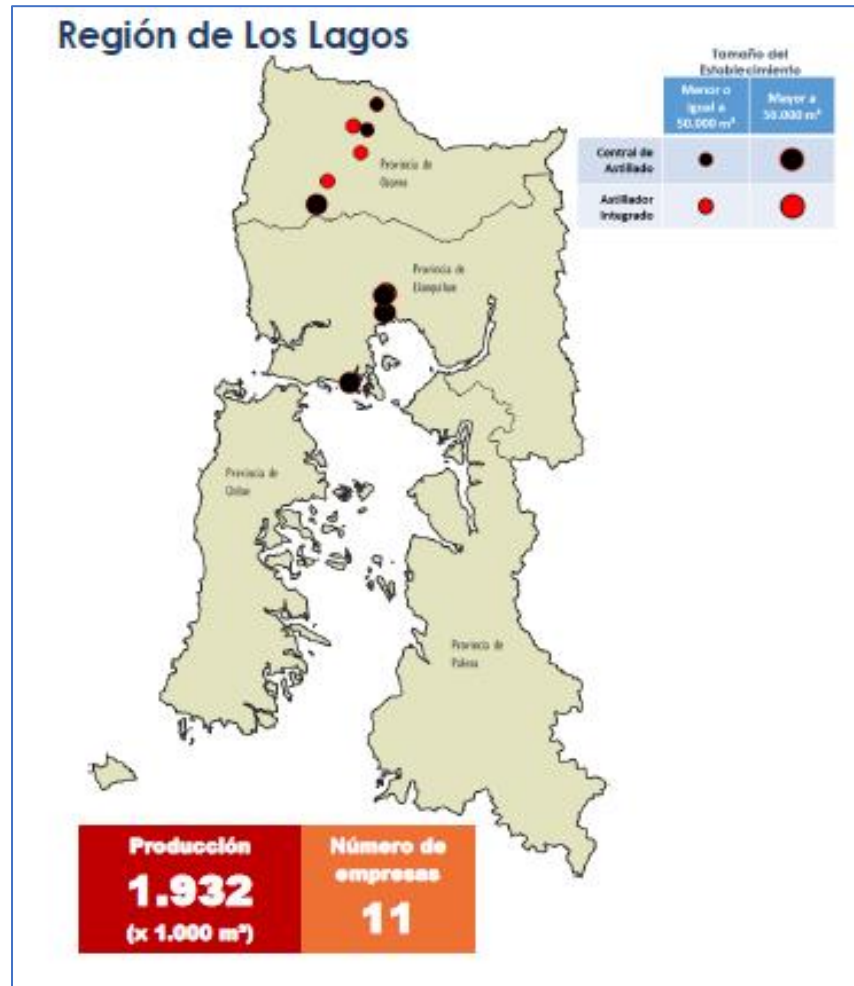 Región de Los Lagos
Tamaño del
Establecimiento
Menor o
igual a
50.000 m³
Mayor a
50.000 m³
Central de
Astillado
Astillador
Integrado
Provincia de
Osorno
Provincia de
Llanquihue
Provincia de
Chiloe
Provincia de
Palena
Producción
1.932
(x 1.000 m³)
Número de
empresas
11